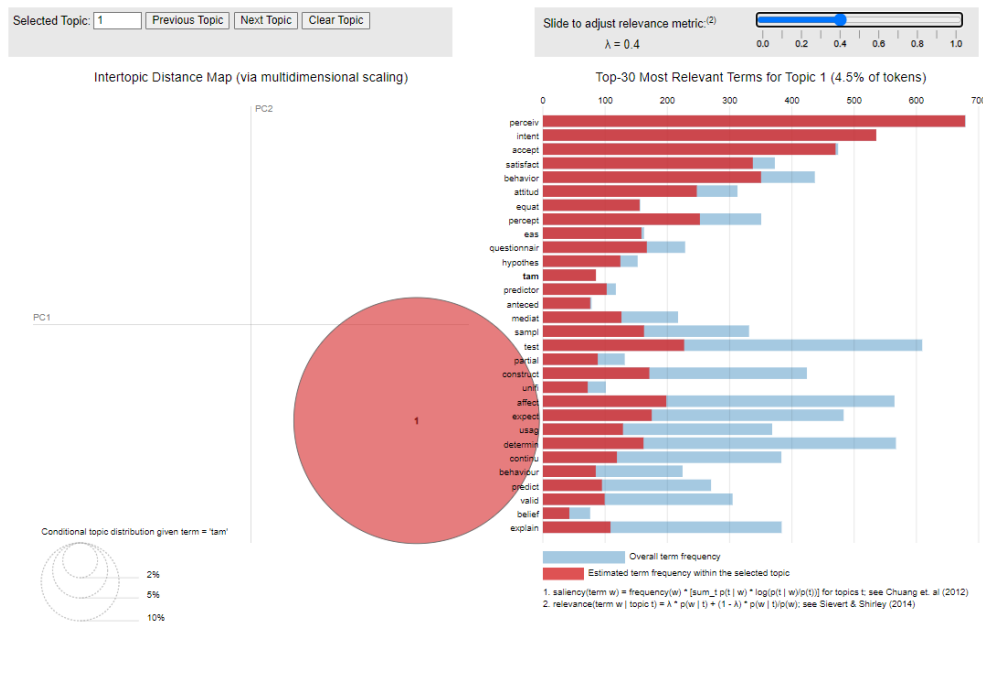 Selected Topic: 1 Previous Topic Next Topic Clear Topic
Slide to adjust relevance metric:(2)
λ = 0.4
0.0 0.2 0.4 0.6 0.8 1.0
Intertopic Distance Map (via multidimensional scaling)
PC2
PC1
1
Conditional topic distribution given term = 'tam'
2%
5%
10%
Top-30 Most Relevant Terms for Topic 1 (4.5% of tokens)
0 100 200 300 400 500 600 700
perceiv
intent
accept
satisfact
behavior
attitud
equat
percept
eas
questionnair
hypothes
tam
predictor
anteced
mediat
sampl
test
partial
construct
unifi
affect
expect
usag
determin
continu
behaviour
predict
valid
belief
explain
Overall term frequency
Estimated term frequency within the selected topic
1. saliency(term w) = frequency(w) * [sum_t p(t | w) * log(p(t | w)/p(t))] for topics t; see Chuang et. al (2012)
2. relevance(term w | topic t) = λ * p(w | t) + (1 - λ) * p(w | t)/p(w); see Sievert & Shirley (2014)